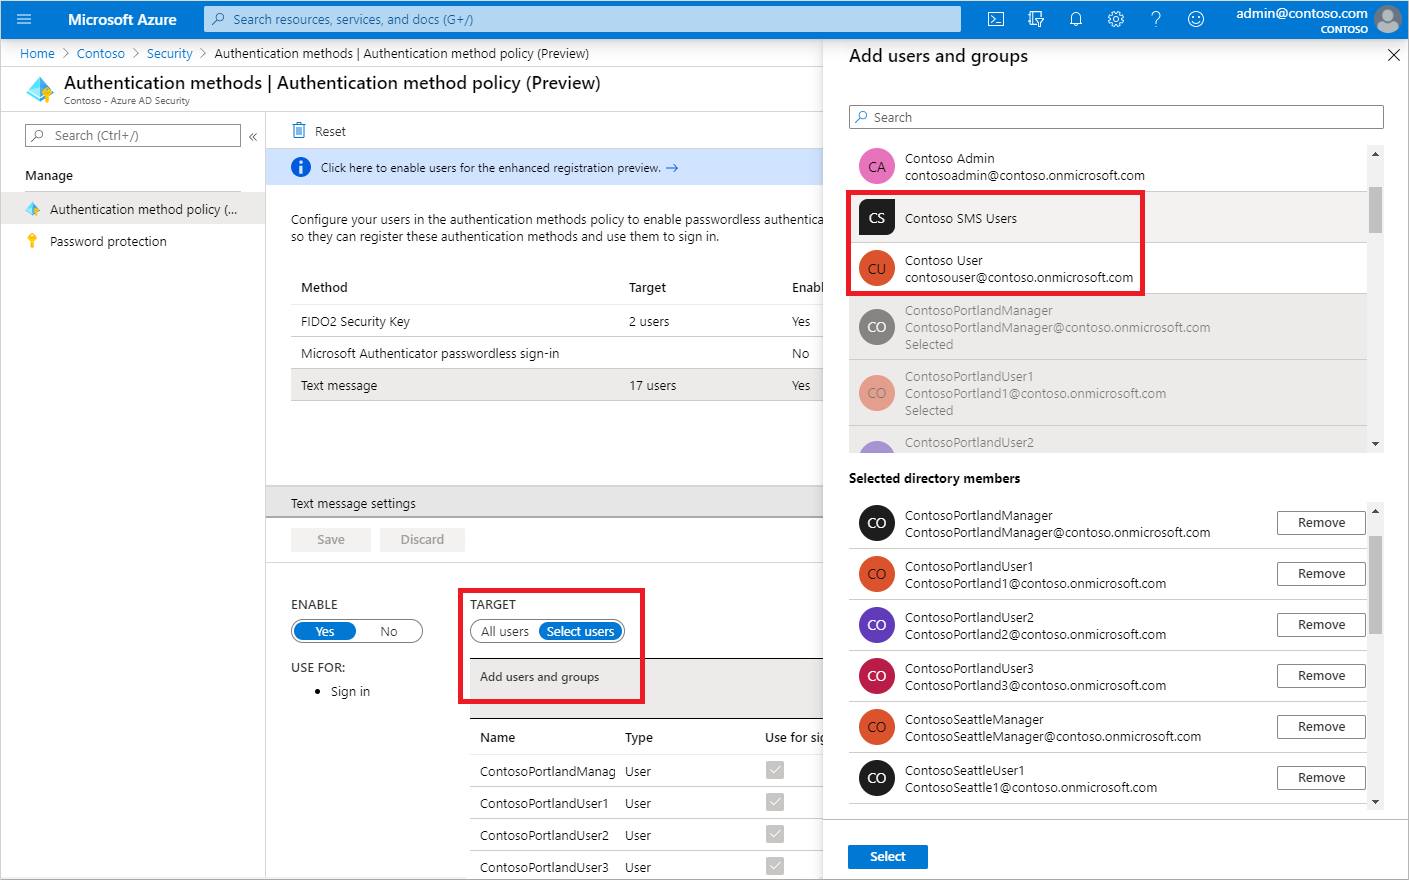 Microsoft Azure
Search resources, services, and docs (G+/)
admin@contoso.com
CONTOSO
Home > Contoso > Security > Authentication methods | Authentication method policy (Preview)
Authentication methods | Authentication method policy (Preview)
Contoso - Azure AD Security
Search (Ctrl+/)
«
Manage
Authentication method policy (...
Password protection
Reset
Click here to enable users for the enhanced registration preview. →
Configure your users in the authentication methods policy to enable passwordless authentica
so they can register these authentication methods and use them to sign in.
Method Target Enabl
FIDO2 Security Key 2 users Yes
Microsoft Authenticator passwordless sign-in No
Text message 17 users Yes
Text message settings
Save Discard
ENABLE
Yes No
USE FOR:
• Sign in
TARGET
All users Select users
Add users and groups
Name Type Use for sig
ContosoPortlandManag User
ContosoPortlandUser1 User
ContosoPortlandUser2 User
ContosoPortlandUser3 User
Add users and groups
Search
CA Contoso Admin
contosoadmin@contoso.onmicrosoft.com
CS Contoso SMS Users
CU Contoso User
contosouser@contoso.onmicrosoft.com
CO ContosoPortlandManager
ContosoPortlandManager@contoso.onmicrosoft.com
Selected
CO ContosoPortlandUser1
ContosoPortland1@contoso.onmicrosoft.com
Selected
ContosoPortlandUser2
Selected directory members
CO ContosoPortlandManager
ContosoPortlandManager@contoso.onmicrosoft.com
Remove
CO ContosoPortlandUser1
ContosoPortland1@contoso.onmicrosoft.com
Remove
CO ContosoPortlandUser2
ContosoPortland2@contoso.onmicrosoft.com
Remove
CO ContosoPortlandUser3
ContosoPortland3@contoso.onmicrosoft.com
Remove
CO ContosoSeattleManager
ContosoSeattleManager@contoso.onmicrosoft.com
Remove
CO ContosoSeattleUser1
ContosoSeattle1@contoso.onmicrosoft.com
Remove
Select